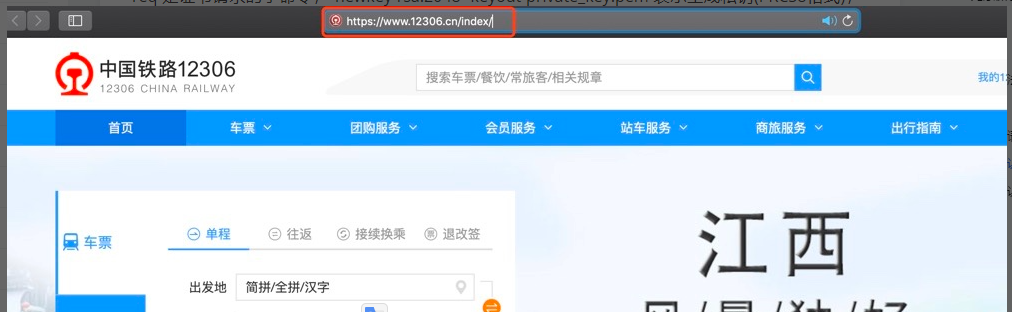 https://www.12306.cn/index/
中国铁路12306
12306 CHINA RAILWAY
搜索车票/餐饮/常旅客/相关规章
我的12
首页 车票 团购服务 会员服务 站车服务 商旅服务 出行指南
车票
单程 往返 接续换乘 退改签
出发地 简拼/全拼/汉字
江西